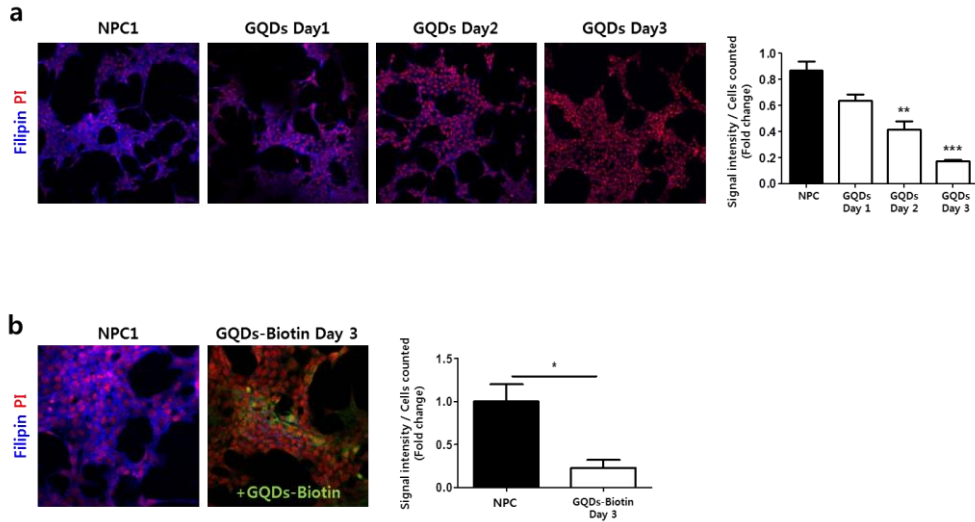 a
NPC1
GQDs Day1
GQDs Day2
GQDs Day3
Filipin PI
Signal intensity / Cells counted
(Fold change)
1.0
0.8
0.6
0.4
0.2
0.0
**
***
NPC
GQDs
Day 1
GQDs
Day 2
GQDs
Day 3
b
NPC1
GQDs-Biotin Day 3
Filipin PI
+GQDs-Biotin
Signal intensity / Cells counted
(Fold change)
1.5
1.0
0.5
0.0
*
NPC
GQDs-Biotin
Day 3